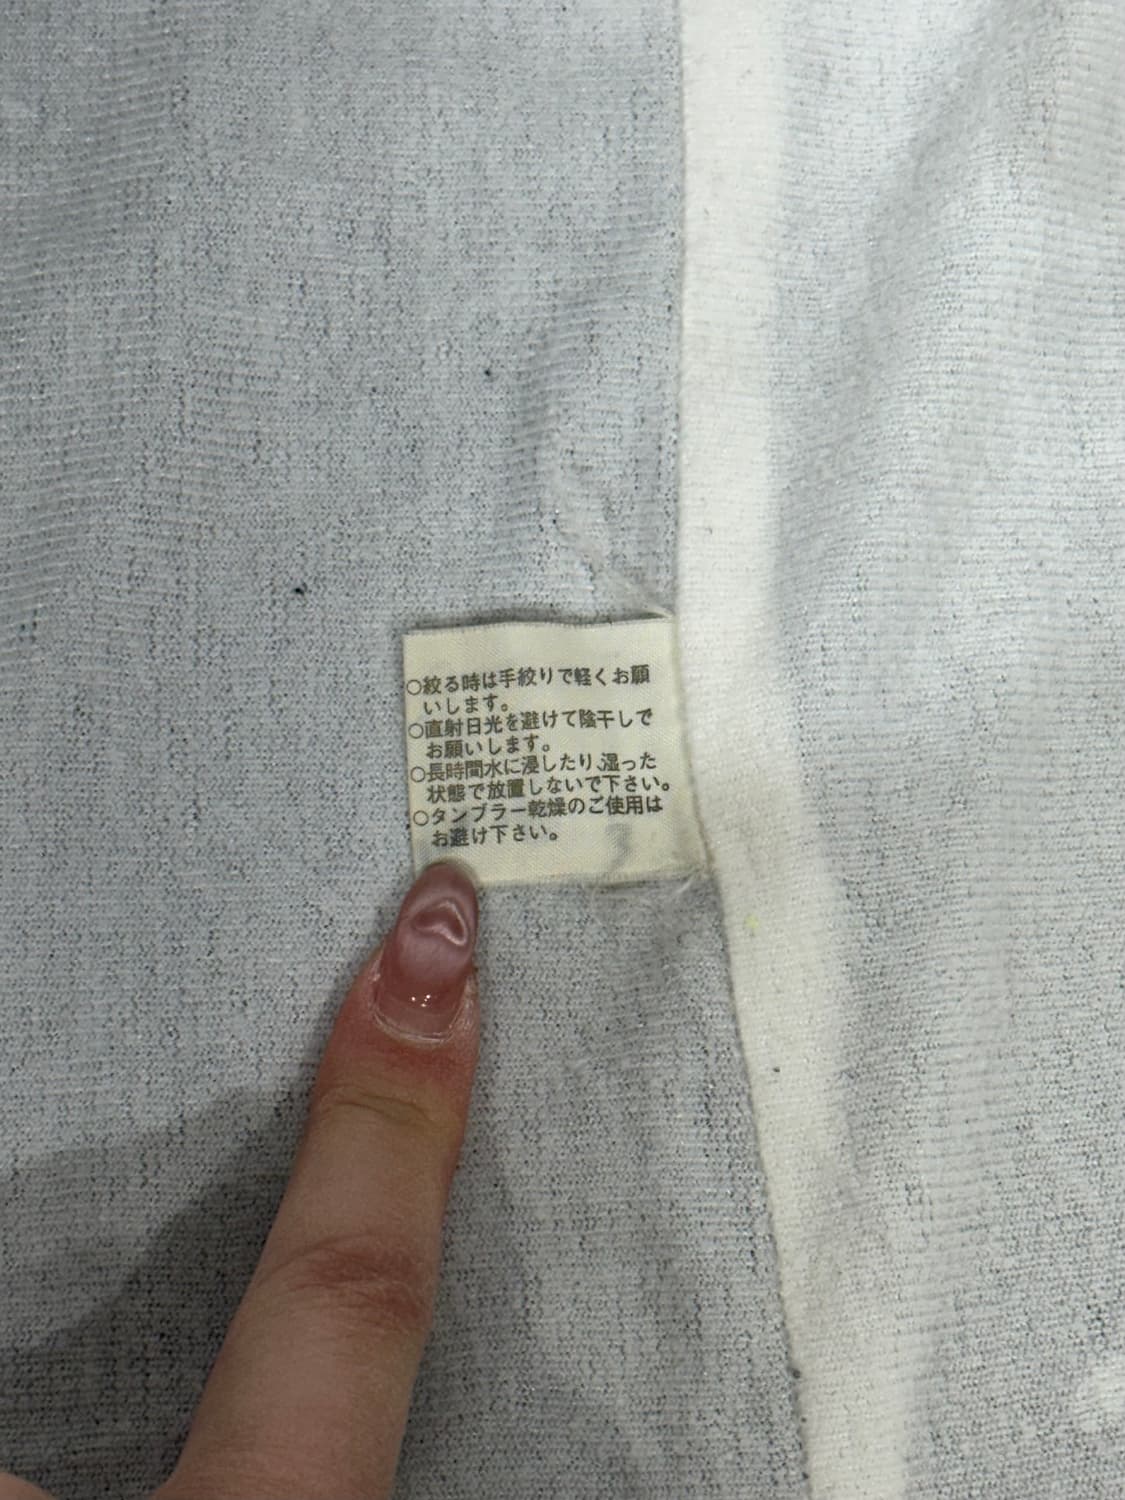 ○絞る時は手絞りで軽くお願
いします。
○直射日光を避けて陰干しで
お願いします。
○長時間水に浸したり、湿った
状態で放置しないで下さい。
○タンブラー乾燥のご使用は
お避け下さい。